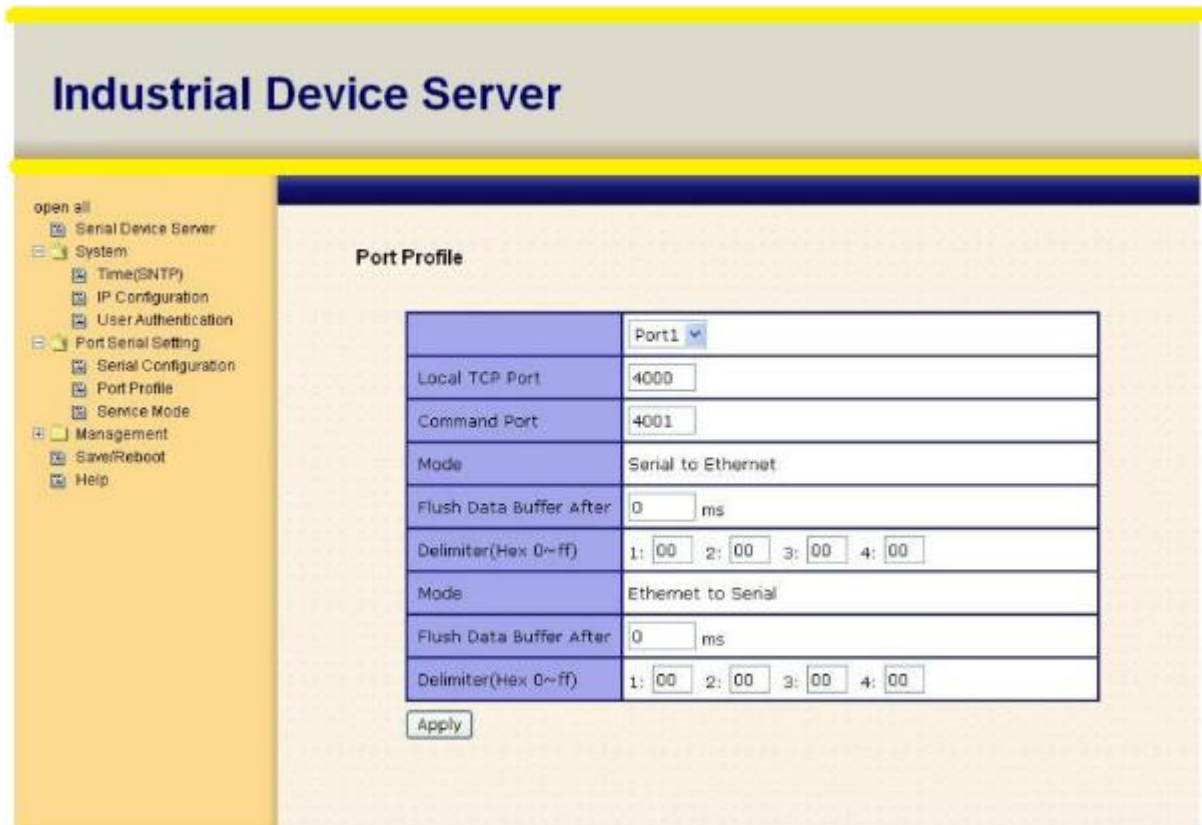 Industrial Device Server
open all
Serial Device Server
System
Time(SNTP)
IP Configuration
User Authentication
Port Serial Setting
Serial Configuration
Port Profile
Service Mode
Management
Save/Reboot
Help
Port Profile
Port1
Local TCP Port 4000
Command Port 4001
Mode Serial to Ethernet
Flush Data Buffer After 0 ms
Delimiter(Hex 0~ff) 1: 00 2: 00 3: 00 4: 00
Mode Ethernet to Serial
Flush Data Buffer After 0 ms
Delimiter(Hex 0~ff) 1: 00 2: 00 3: 00 4: 00
Apply